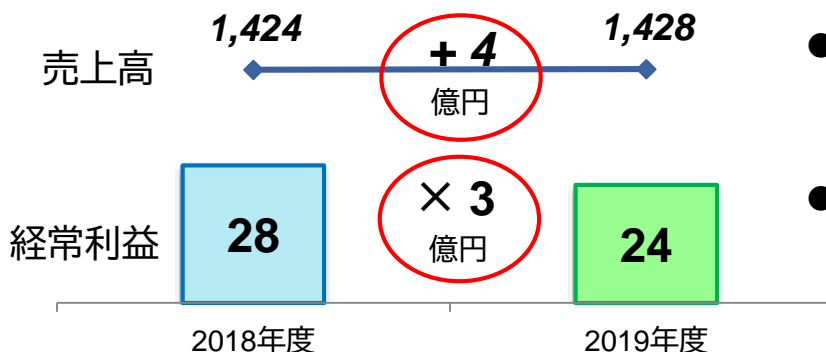 1,424
+ 4
1,428
売上高
億円
× 3
億円
経常利益
28
24
2018年度
2019年度